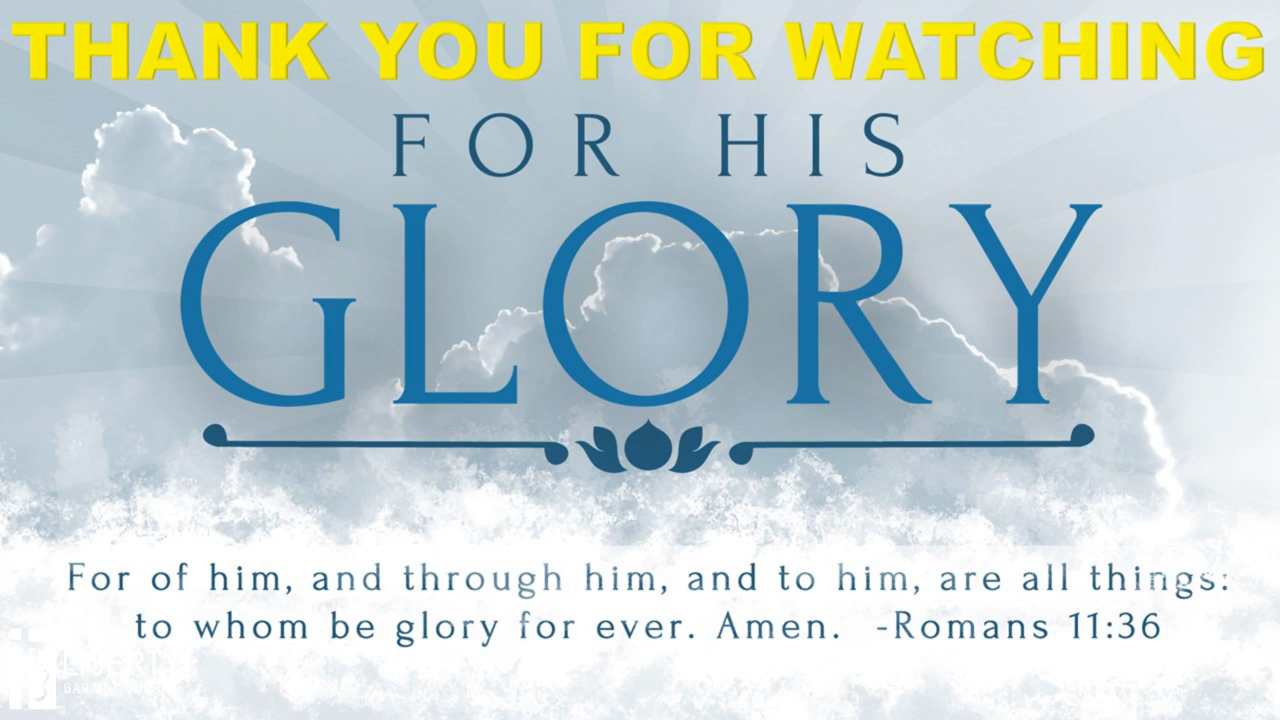 THANK YOU FOR WATCHING
FOR HIS
GLORY
For of him, and through him, and to him, are all things:
to whom be glory for ever. Amen. -Romans 11:36